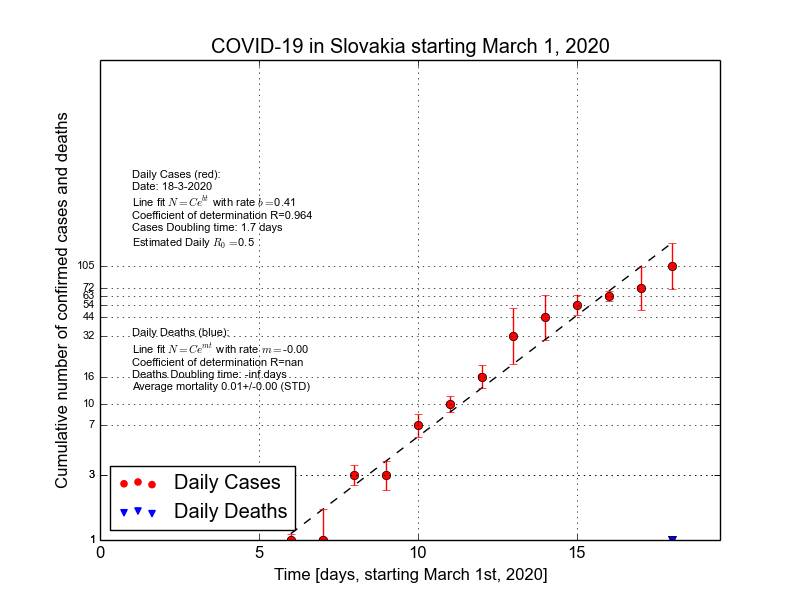 COVID-19 in Slovakia starting March 1, 2020
Cumulative number of confirmed cases and deaths
Daily Cases (red):
Date: 18-3-2020
Line fit N=Ce^{bt} with rate b=0.41
Coefficient of determination R=0.964
Cases Doubling time: 1.7 days
Estimated Daily R_0=0.5
105
72
63
54
44
32
16
10
7
3
1
Daily Deaths (blue):
Line fit N=Ce^{mt} with rate m=-0.00
Coefficient of determination R=nan
Deaths Doubling time: -inf days
Average mortality 0.01+/-0.00 (STD)
Daily Cases
Daily Deaths
0 5 10 15
Time [days, starting March 1st, 2020]